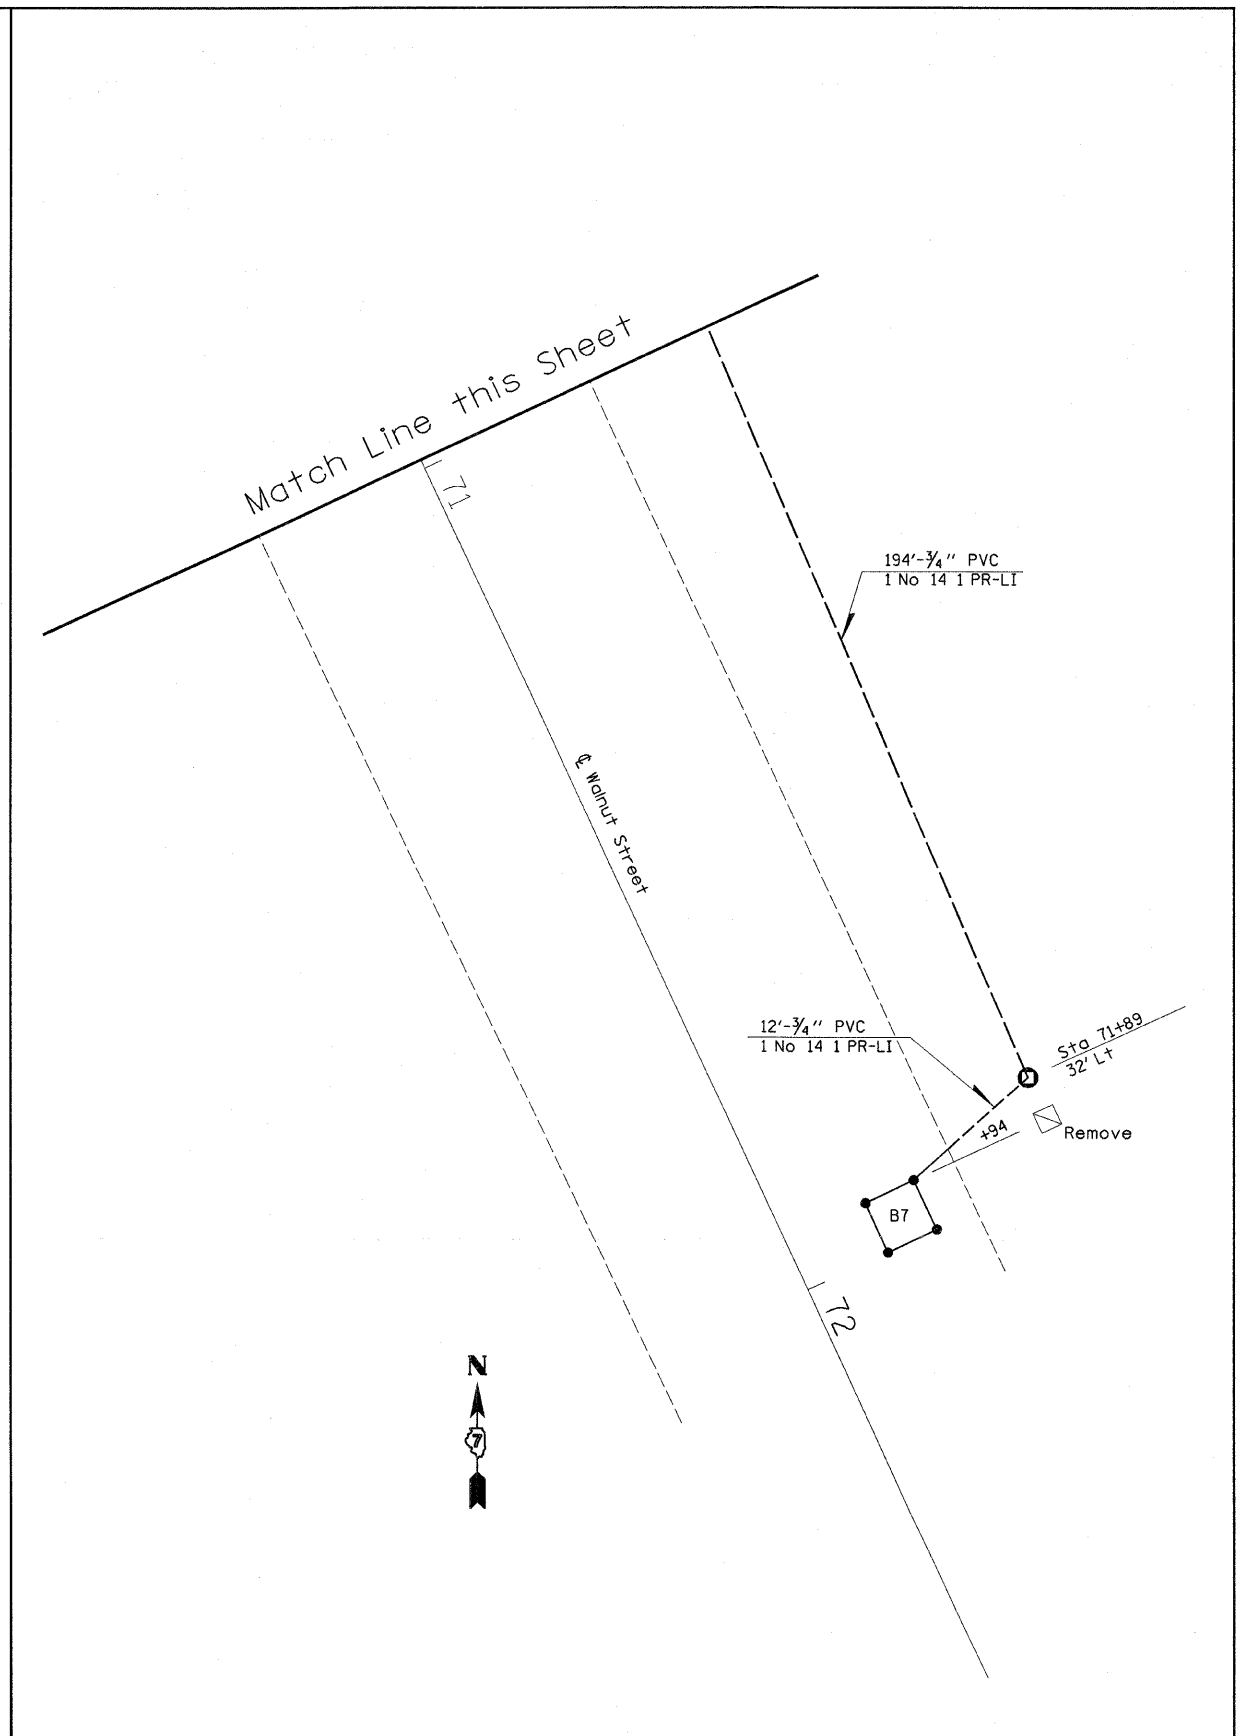 Match Line this Sheet
71
194'-¾" PVC
1 No 14 1 PR-LI
℄ Walnut Street
12'-¾" PVC
1 No 14 1 PR-LI
Sta 71+89
32' Lt
+94
Remove
B7
72
N
7